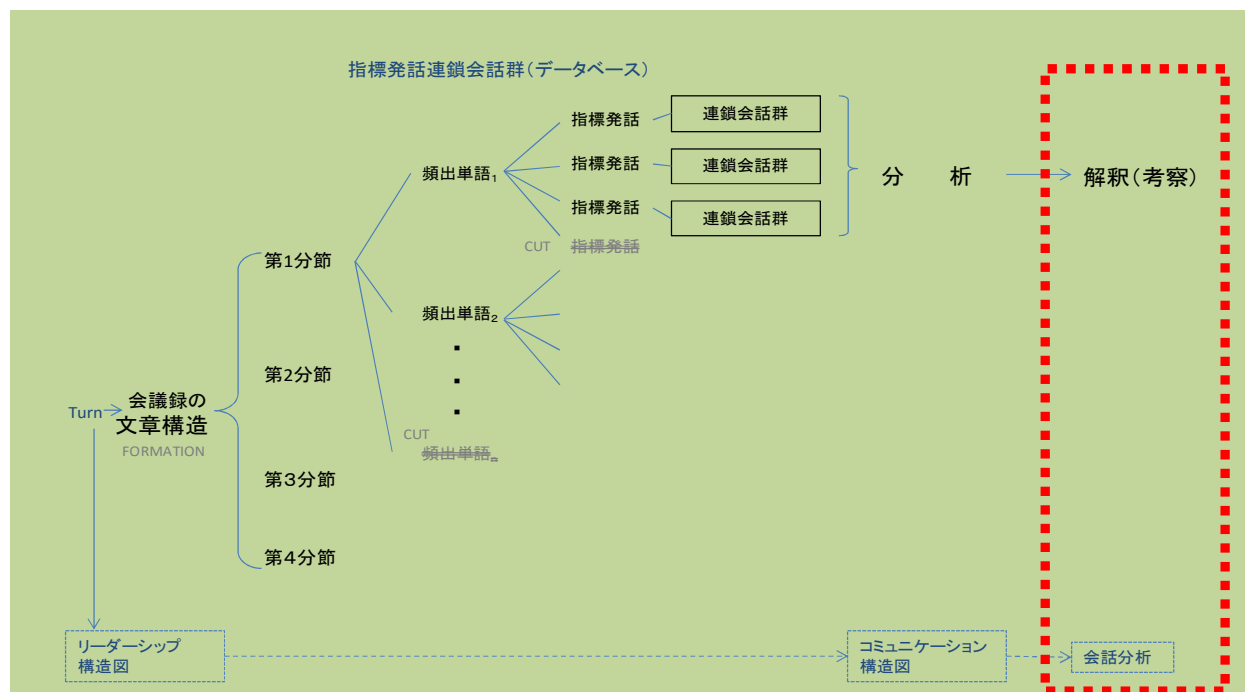 指標発話連鎖会話群（データベース）
指標発話
連鎖会話群
指標発話
連鎖会話群
頻出単語₁
分　析
解釈（考察）
指標発話
連鎖会話群
CUT
指標発話
第1分節
頻出単語₂
第2分節
・
・
・
Turn
会議録の
文章構造
FORMATION
CUT
頻出単語ₙ
第３分節
第４分節
リーダーシップ
構造図
コミュニケーション
構造図
会話分析